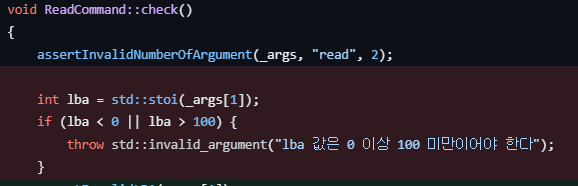 void ReadCommand::check()
{
    assertInvalidNumberOfArgument(_args, "read", 2);
    int lba = std::stoi(_args[1]);
    if (lba < 0 || lba > 100) {
        throw std::invalid_argument("lba 값은 0 이상 100 미만이어야 한다");
    }